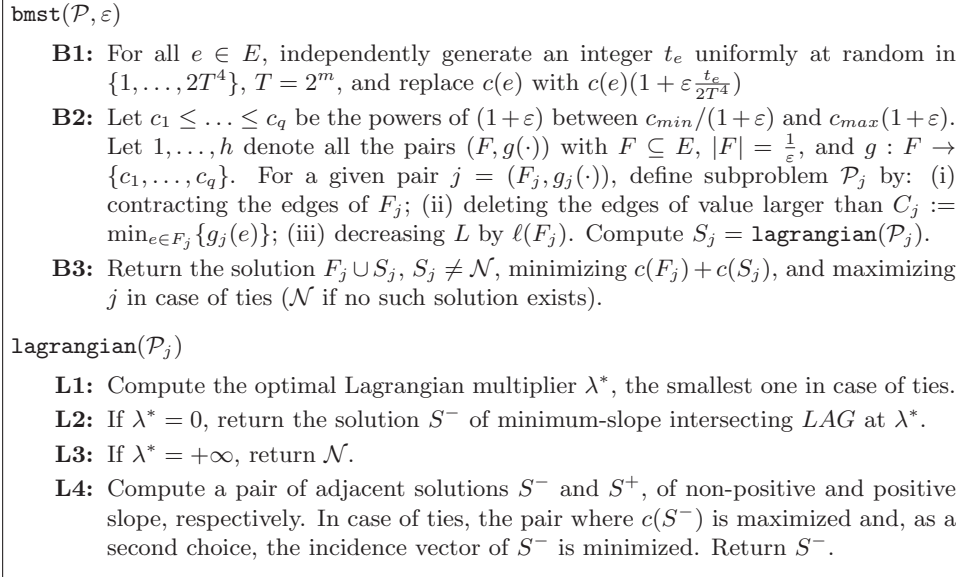 bmst(𝒫, ε)
B1: For all e ∈ E, independently generate an integer t_e uniformly at random in
{1, . . . , 2T^4}, T = 2^m, and replace c(e) with c(e)(1 + ε t_e/2T^4)
B2: Let c_1 ≤ . . . ≤ c_q be the powers of (1+ε) between c_min/(1+ε) and c_max(1+ε).
Let 1, . . . , h denote all the pairs (F, g(·)) with F ⊆ E, |F| = 1/ε, and g : F →
{c_1, . . . , c_q}. For a given pair j = (F_j, g_j(·)), define subproblem 𝒫_j by: (i)
contracting the edges of F_j; (ii) deleting the edges of value larger than C_j :=
min_{e∈F_j}{g_j(e)}; (iii) decreasing L by ℓ(F_j). Compute S_j = lagrangian(𝒫_j).
B3: Return the solution F_j ∪ S_j, S_j ≠ 𝒩, minimizing c(F_j) + c(S_j), and maximizing
j in case of ties (𝒩 if no such solution exists).
lagrangian(𝒫_j)
L1: Compute the optimal Lagrangian multiplier λ*, the smallest one in case of ties.
L2: If λ* = 0, return the solution S^- of minimum-slope intersecting LAG at λ*.
L3: If λ* = +∞, return 𝒩.
L4: Compute a pair of adjacent solutions S^- and S^+, of non-positive and positive
slope, respectively. In case of ties, the pair where c(S^-) is maximized and, as a
second choice, the incidence vector of S^- is minimized. Return S^-.